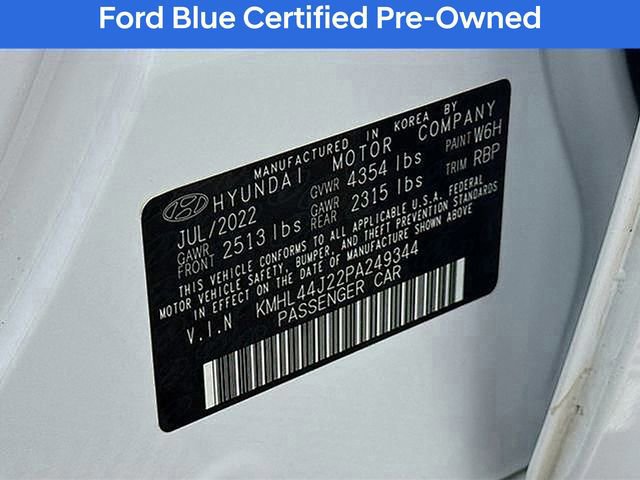 Ford Blue Certified Pre-Owned
MANUFACTURED IN KOREA BY
HYUNDAI MOTOR COMPANY PAINT W6H
JUL/2022 GVWR 4354 lbs TRIM RBP
GAWR FRONT 2513 lbs GAWR REAR 2315 lbs
THIS VEHICLE CONFORMS TO ALL APPLICABLE U.S.A. FEDERAL
MOTOR VEHICLE SAFETY, BUMPER, AND THEFT PREVENTION STANDARDS
IN EFFECT ON THE DATE OF MANUFACTURE SHOWN ABOVE
V.I.N KMHL44J22PA249344
PASSENGER CAR